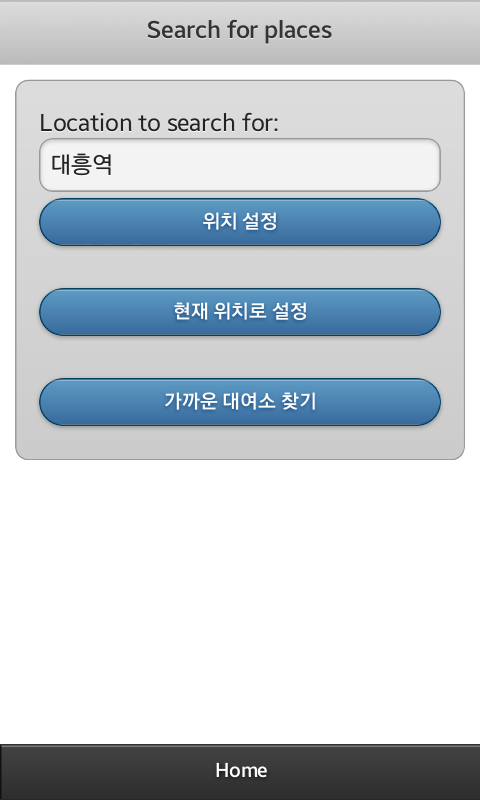 Search for places
Location to search for:
대흥역
위치 설정
현재 위치로 설정
가까운 대여소 찾기
Home